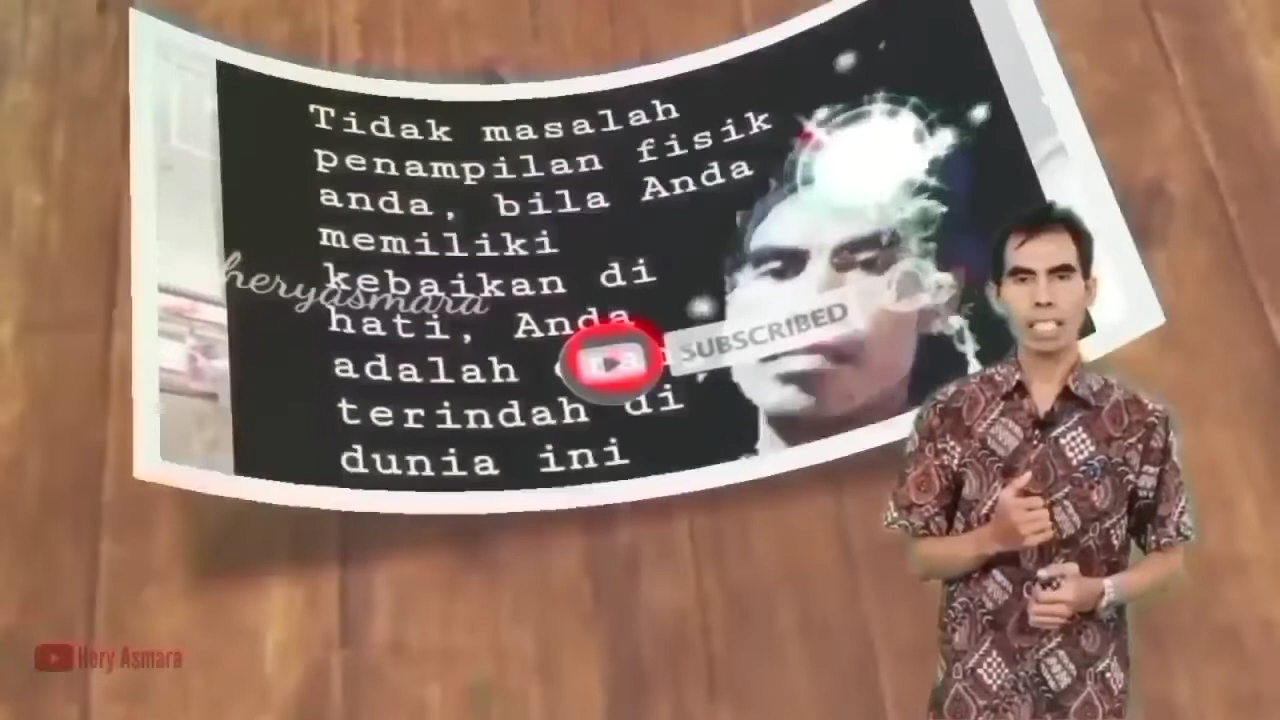 Tidak masalah
penampilan fisik
anda, bila Anda
memiliki
kebaikan di
hati, Anda
adalah
terindah di
dunia ini
heryasmara
SUBSCRIBED
Hery Asmara